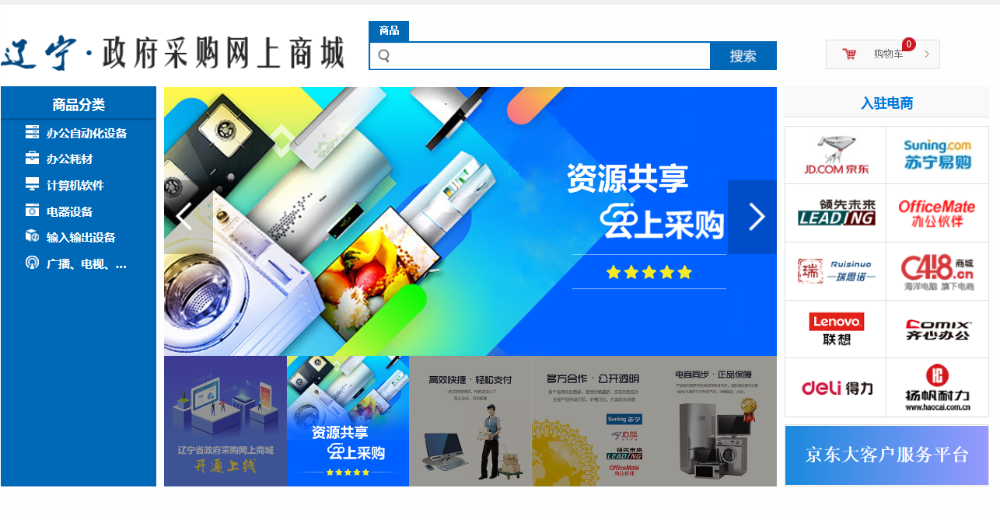 辽宁·政府采购网上商城
商品
搜索
购物车
0
商品分类
办公自动化设备
办公耗材
计算机软件
电器设备
输入输出设备
广播、电视、...
资源共享
云上采购
辽宁省政府采购网上商城
开通上线
资源共享
云上采购
高效快捷·轻松支付
多方合作·公开透明
Suning 苏宁
JD.COM
领先未来
LEADING
OfficeMate
办公伙伴
电商同步·正品保障
入驻电商
JD.COM 京东
Suning.com
苏宁易购
领先未来
LEADING
OfficeMate
办公伙伴
瑞
Ruisinuo
瑞思诺
C418.cn
商城
海洋电脑 旗下电商
Lenovo
联想
COMIX
齐心办公
deli 得力
扬帆耐力
www.haocai.com.cn
京东大客户服务平台